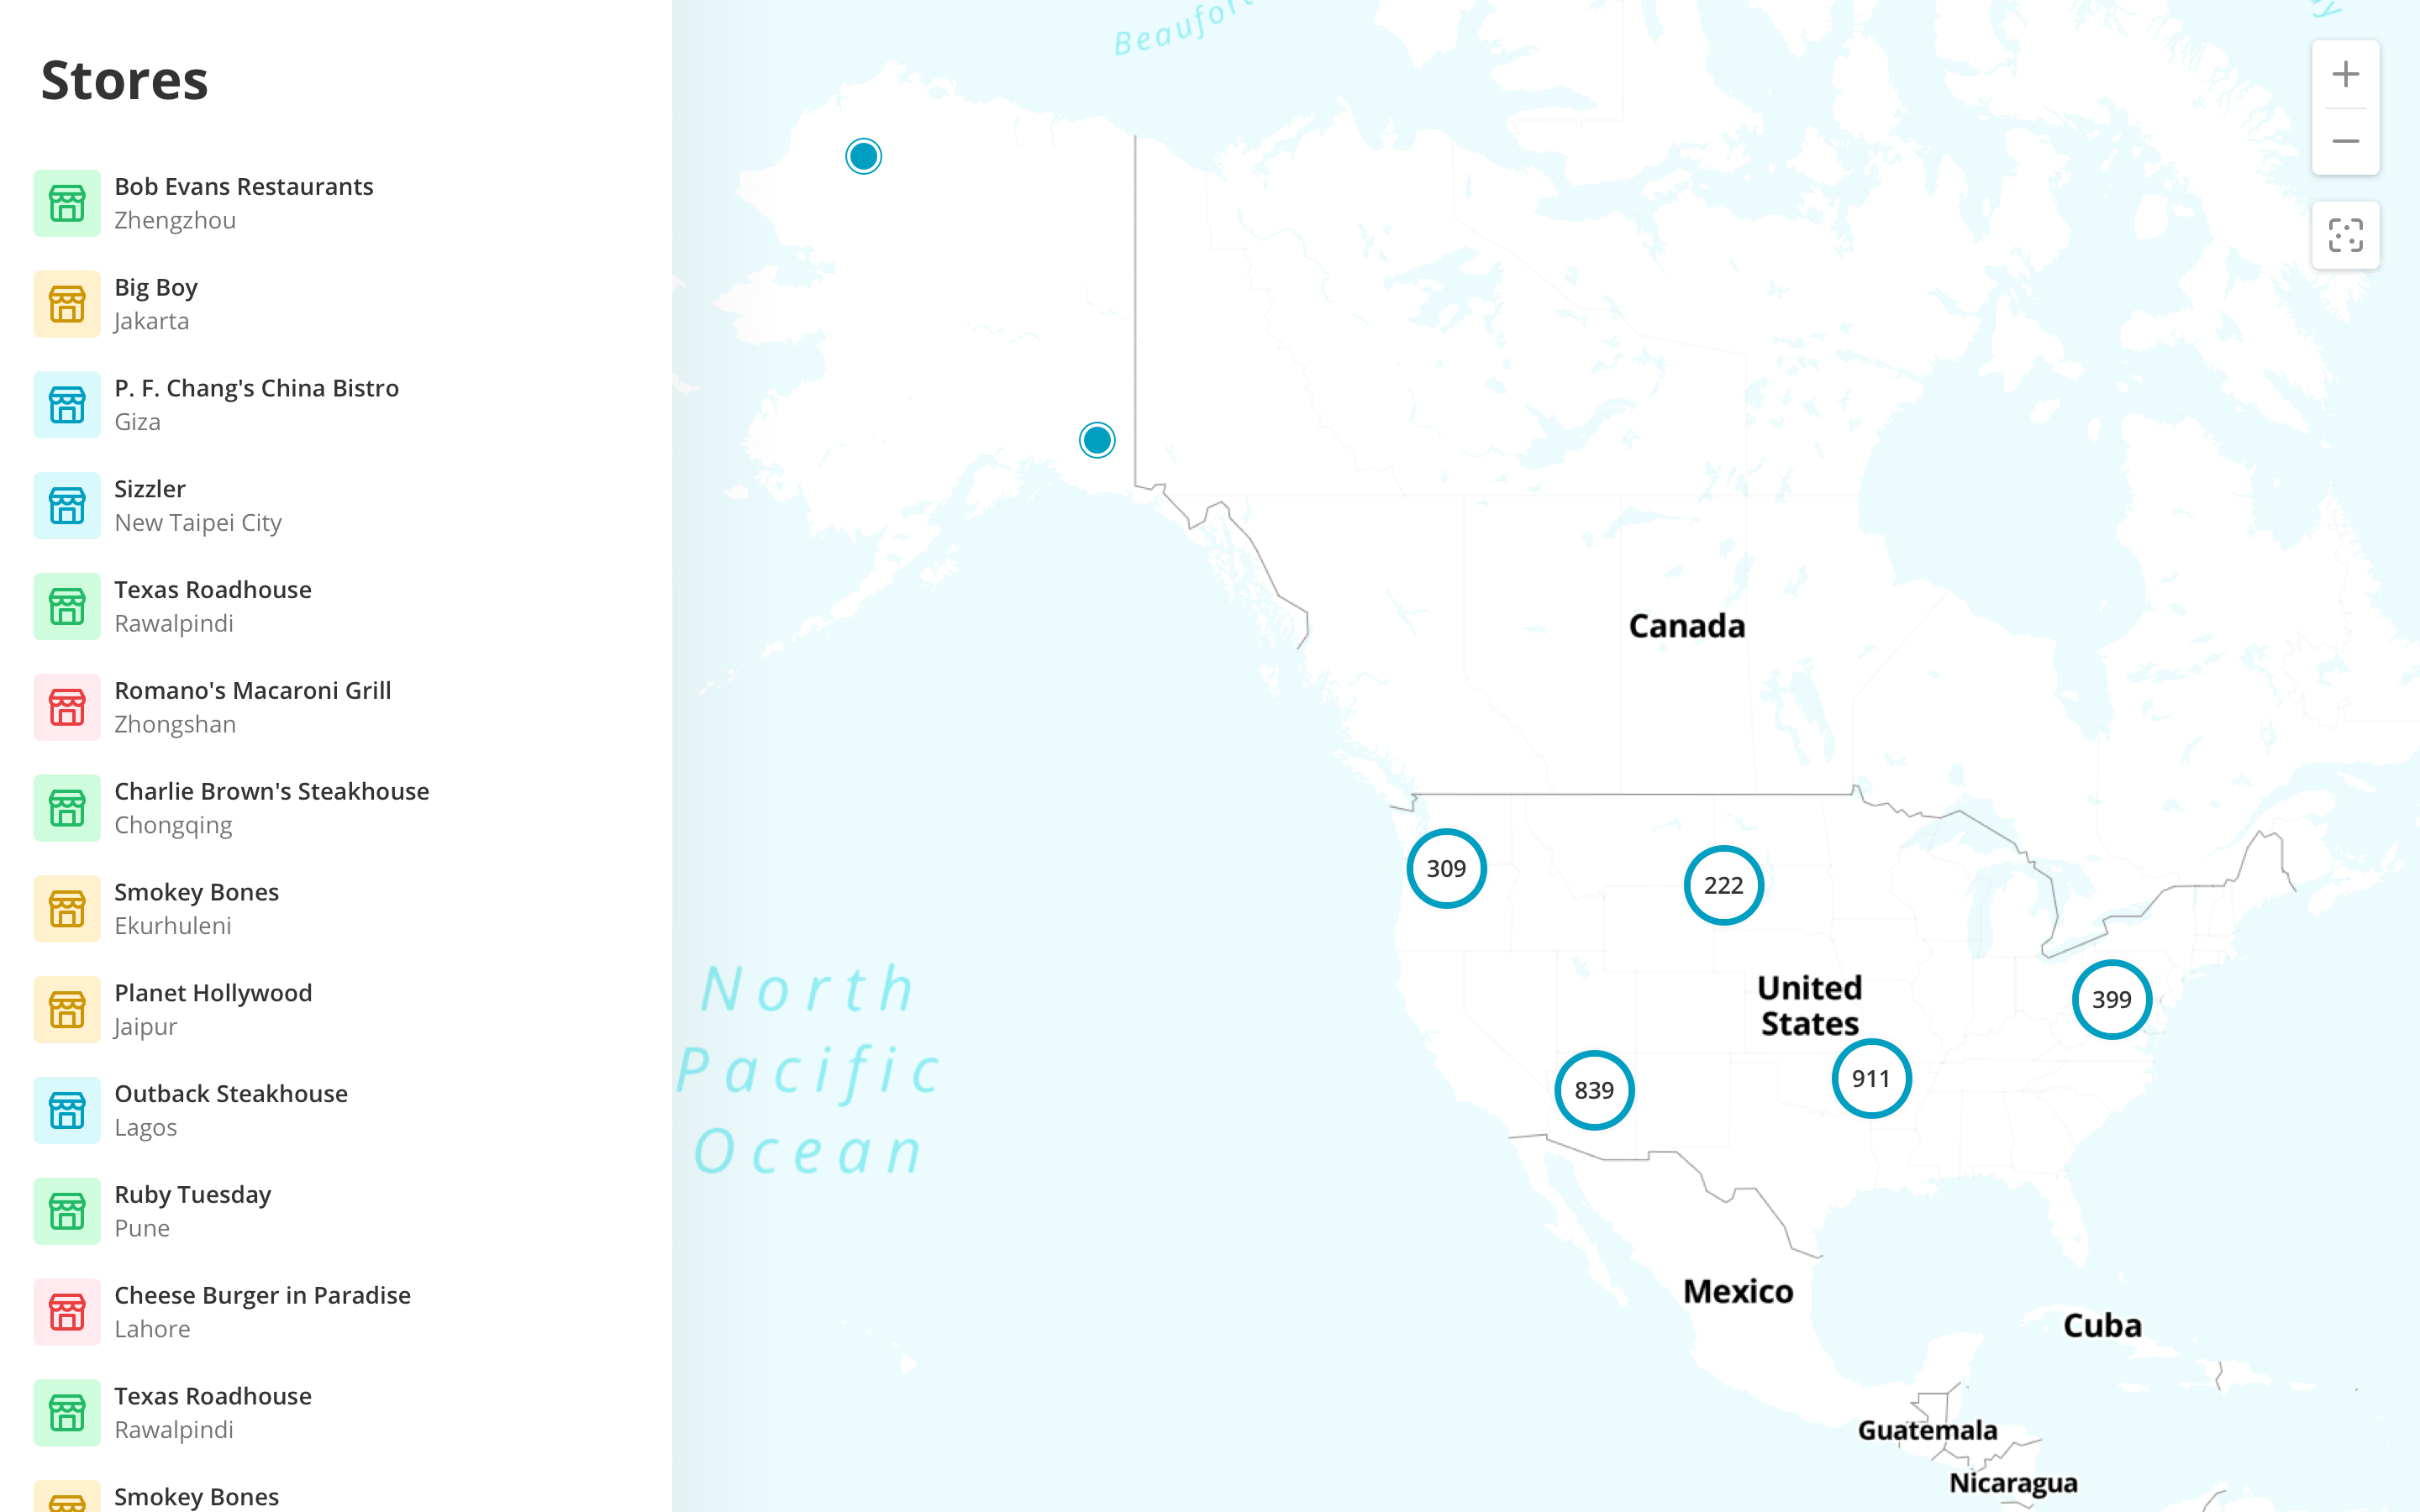 Stores
Bob Evans Restaurants
Zhengzhou
Big Boy
Jakarta
P. F. Chang's China Bistro
Giza
Sizzler
New Taipei City
Texas Roadhouse
Rawalpindi
Romano's Macaroni Grill
Zhongshan
Charlie Brown's Steakhouse
Chongqing
Smokey Bones
Ekurhuleni
Planet Hollywood
Jaipur
Outback Steakhouse
Lagos
Ruby Tuesday
Pune
Cheese Burger in Paradise
Lahore
Texas Roadhouse
Rawalpindi
Smokey Bones
Beaufort
Canada
309
222
United
States
399
839
911
North
Pacific
Ocean
Mexico
Cuba
Guatemala
Nicaragua